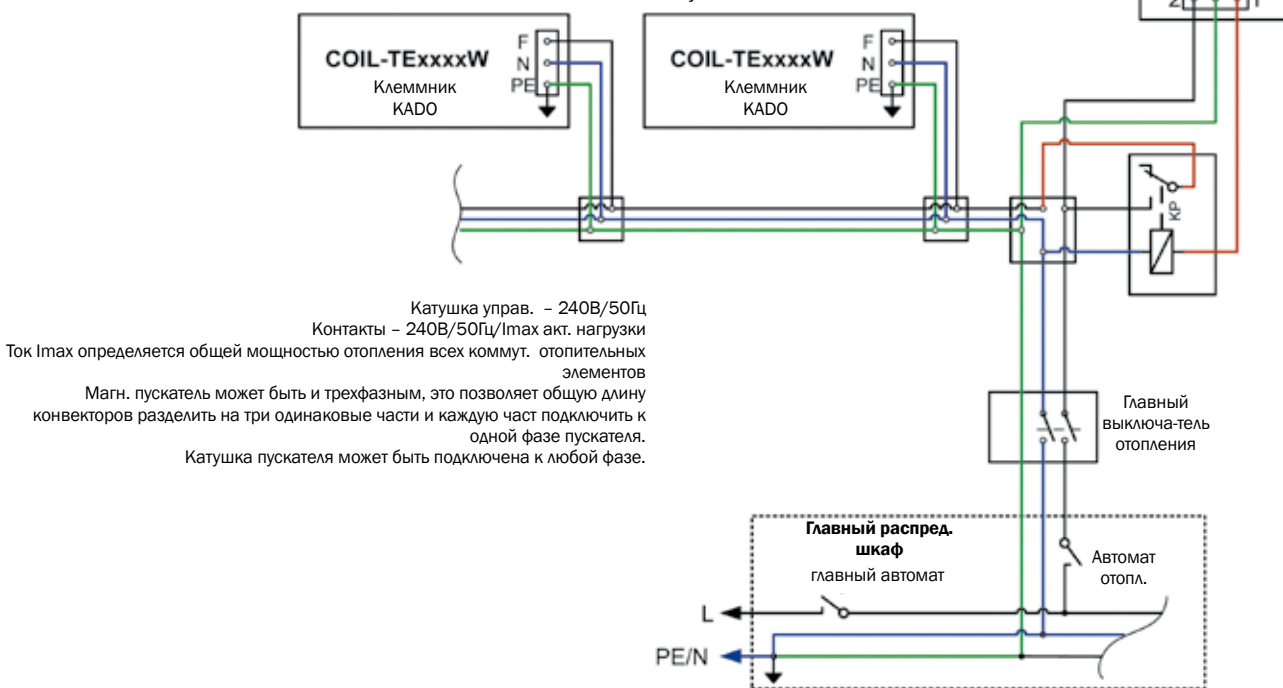 2 1
COIL-TExxxxW
Клеммник
KADO
F
N
PE
COIL-TExxxxW
Клеммник
KADO
F
N
PE
KP
Катушка управ. – 240В/50Гц
Контакты – 240В/50Гц/Imax акт. нагрузки
Ток Imax определяется общей мощностью отопления всех коммут. отопительных
элементов
Магн. пускатель может быть и трехфазным, это позволяет общую длину
конвекторов разделить на три одинаковые части и каждую част подключить к
одной фазе пускателя.
Катушка пускателя может быть подключена к любой фазе.
Главный
выключа-тель
отопления
Главный распред.
шкаф
главный автомат
Автомат
отопл.
L
PE/N